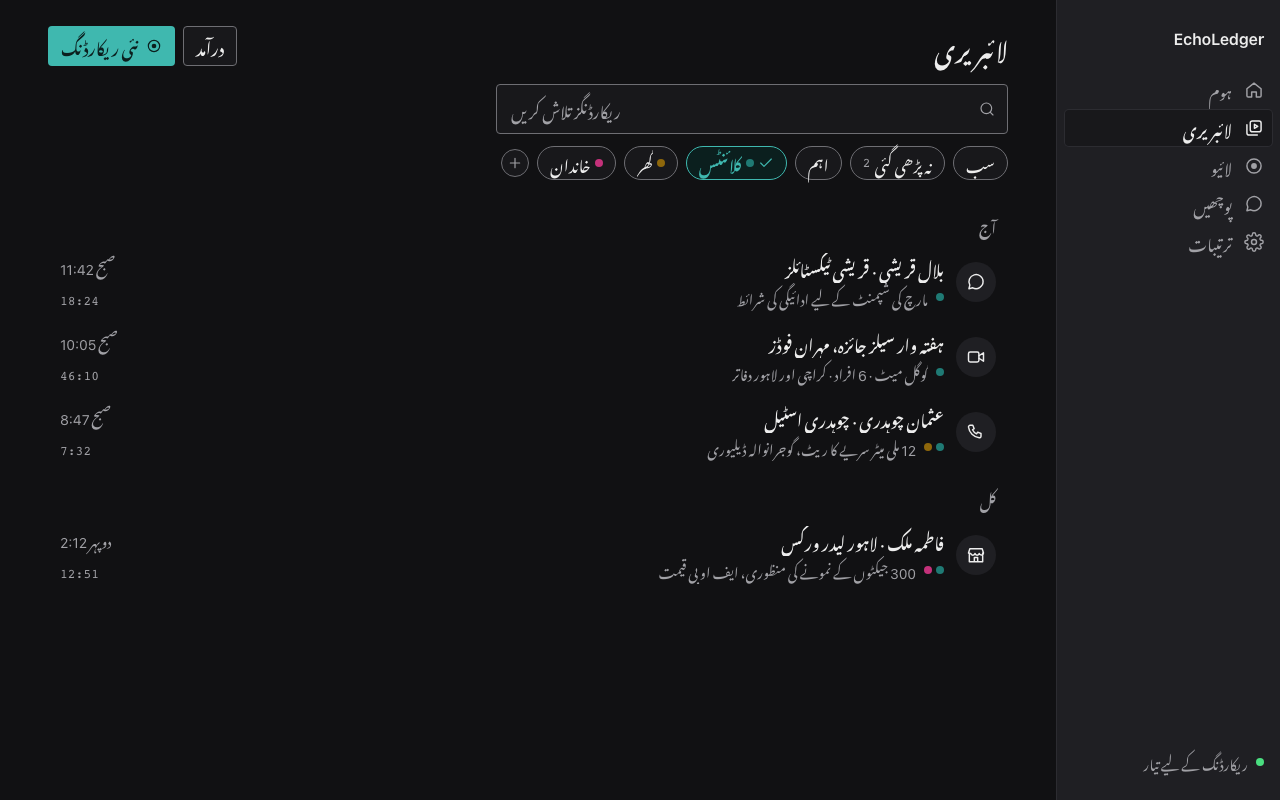 EchoLedger
ہوم
لائبریری
لائیو
پوچھیں
ترتیبات
ریکارڈنگ کے لیے تیار
لائبریری
درآمد
نئی ریکارڈنگ
ریکارڈنگز تلاش کریں
سب
نہ پڑھی گئی 2
اہم
کلائنٹس
گھر
خاندان
آج
بلال قریشی · قریشی ٹیکسٹائلز
صبح 11:42
مارچ کی شپمنٹ کے لیے ادائیگی کی شرائط
18:24
ہفتہ وار سیلز جائزہ، مہران فوڈز
صبح 10:05
گوگل میٹ · 6 افراد · کراچی اور لاہور دفاتر
46:10
عثمان چوہدری · چوہدری اسٹیل
صبح 8:47
12 ملی میٹر سریے کا ریٹ، گوجرانوالہ ڈیلیوری
7:32
کل
فاطمہ ملک · لاہور لیدر ورکس
دوپہر 2:12
300 جیکٹوں کے نمونے کی منظوری، ایف او بی قیمت
12:51